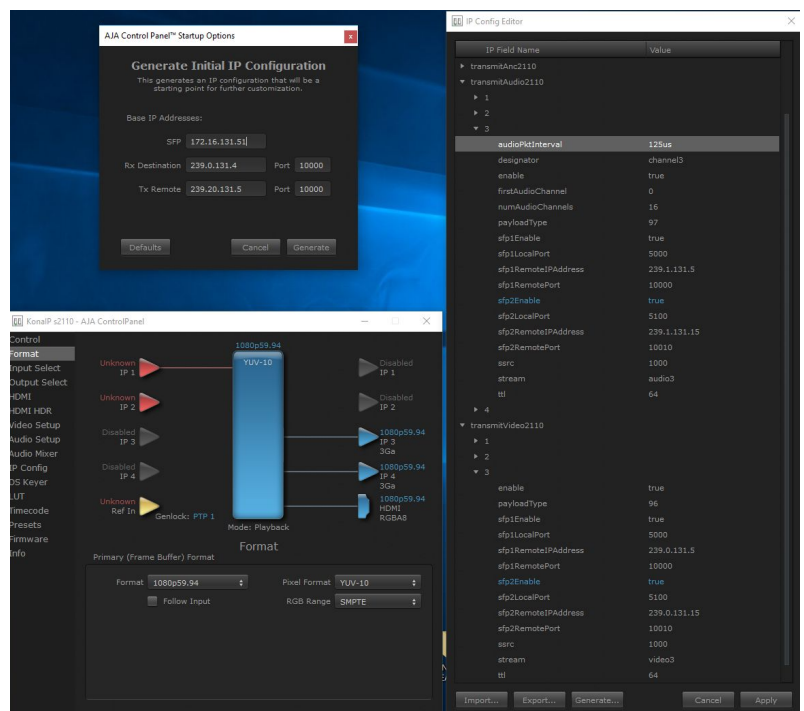 AJA Control Panel™ Startup Options
x
Generate Initial IP Configuration
This generates an IP configuration that will be a
starting point for further customization.
Base IP Addresses:
SFP 172.16.131.51
Rx Destination 239.0.131.4 Port 10000
Tx Remote 239.20.131.5 Port 10000
Defaults Cancel Generate
KonaIP s2110 - AJA ControlPanel
Control
Format
Input Select
Output Select
HDMI
HDMI HDR
Video Setup
Audio Setup
Audio Mixer
IP Config
DS Keyer
LUT
Timecode
Presets
Firmware
Info
1080p59.94
YUV-10
Unknown
IP 1
Unknown
IP 2
Disabled
IP 3
Disabled
IP 4
Unknown
Ref In
Genlock: PTP 1
Mode: Playback
Disabled
IP 1
Disabled
IP 2
1080p59.94
IP 3
3Ga
1080p59.94
IP 4
3Ga
1080p59.94
HDMI
RGBA8
Format
Primary (Frame Buffer) Format
Format 1080p59.94 Pixel Format YUV-10
Follow Input RGB Range SMPTE
IP Config Editor
IP Field Name Value
transmitAnc2110
transmitAudio2110
1
2
3
audioPktInterval 125us
designator channel3
enable true
firstAudioChannel 0
numAudioChannels 16
payloadType 97
sfp1Enable true
sfp1LocalPort 5000
sfp1RemoteIPAddress 239.1.131.5
sfp1RemotePort 10000
sfp2Enable true
sfp2LocalPort 5100
sfp2RemoteIPAddress 239.1.131.15
sfp2RemotePort 10010
ssrc 1000
stream audio3
ttl 64
4
transmitVideo2110
1
2
3
enable true
payloadType 96
sfp1Enable true
sfp1LocalPort 5000
sfp1RemoteIPAddress 239.0.131.5
sfp1RemotePort 10000
sfp2Enable true
sfp2LocalPort 5100
sfp2RemoteIPAddress 239.0.131.15
sfp2RemotePort 10010
ssrc 1000
stream video3
ttl 64
Import... Export... Generate... Cancel Apply